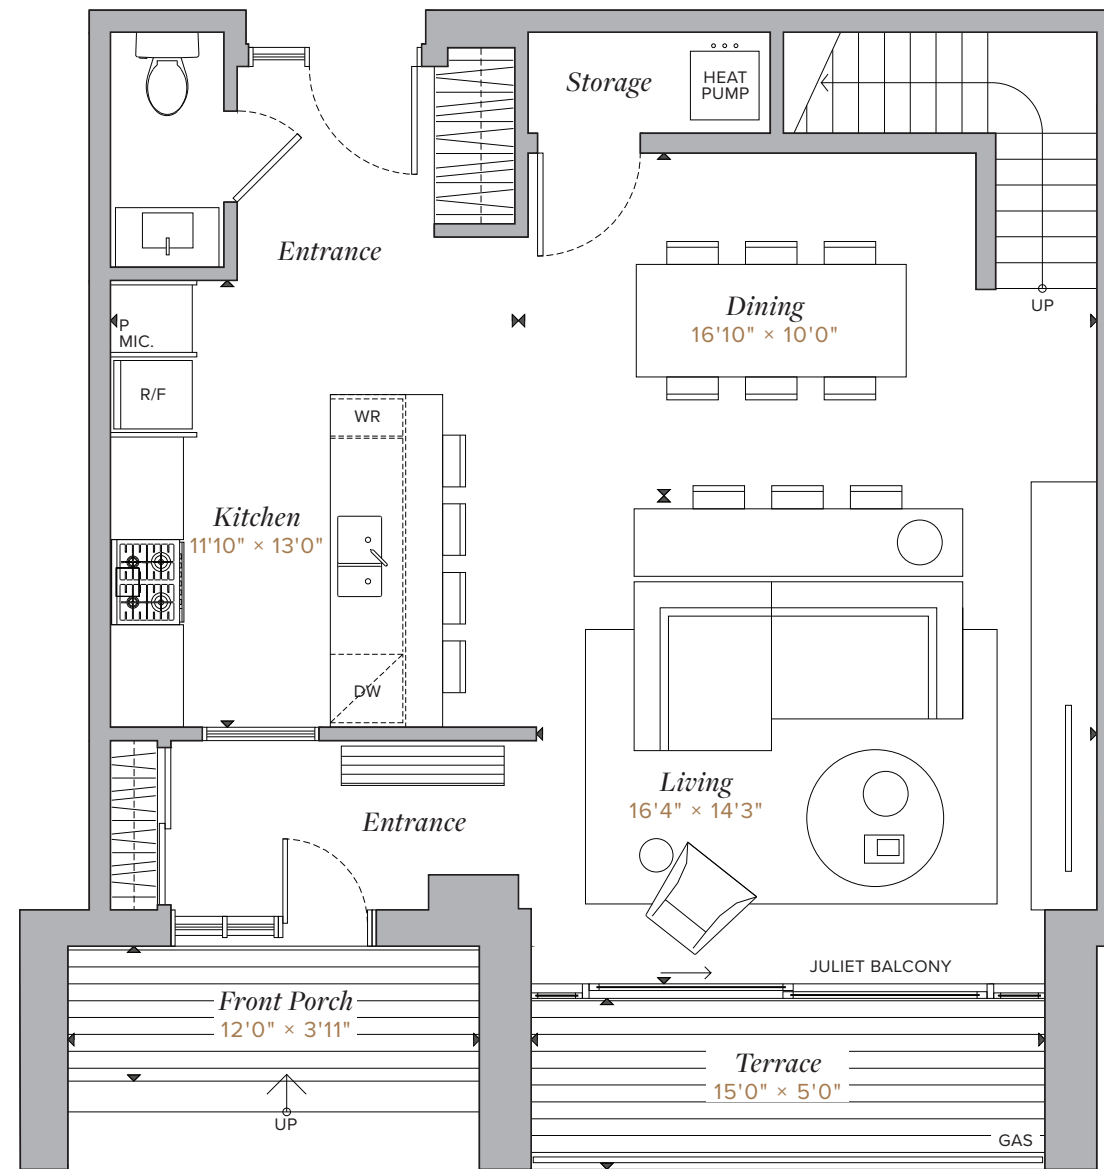 Storage
HEAT
PUMP
Entrance
UP
Dining
16'10" × 10'0"
P
MIC.
R/F
WR
Kitchen
11'10" × 13'0"
DW
Living
16'4" × 14'3"
Entrance
JULIET BALCONY
Front Porch
12'0" × 3'11"
UP
Terrace
15'0" × 5'0"
GAS